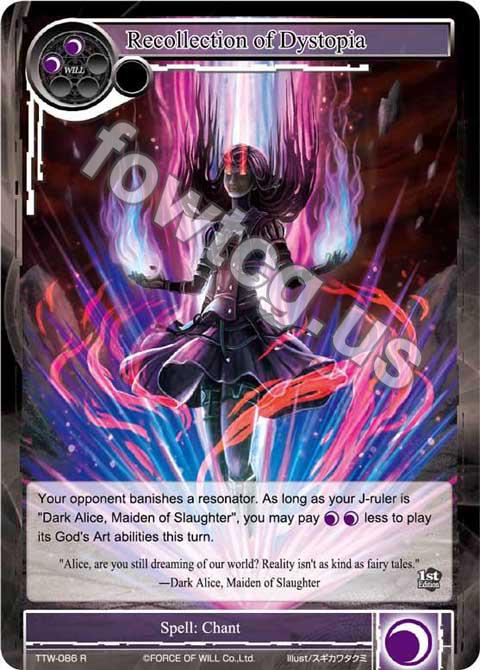 Recollection of Dystopia
WILL
fowtcg.us
Your opponent banishes a resonator. As long as your J-ruler is
"Dark Alice, Maiden of Slaughter", you may pay less to play
its God's Art abilities this turn.
"Alice, are you still dreaming of our world? Reality isn't as kind as fairy tales."
—Dark Alice, Maiden of Slaughter
1st
Edition
Spell: Chant
TTW-086 R ©FORCE OF WILL Co.,Ltd. Illust/スギカワタクミ